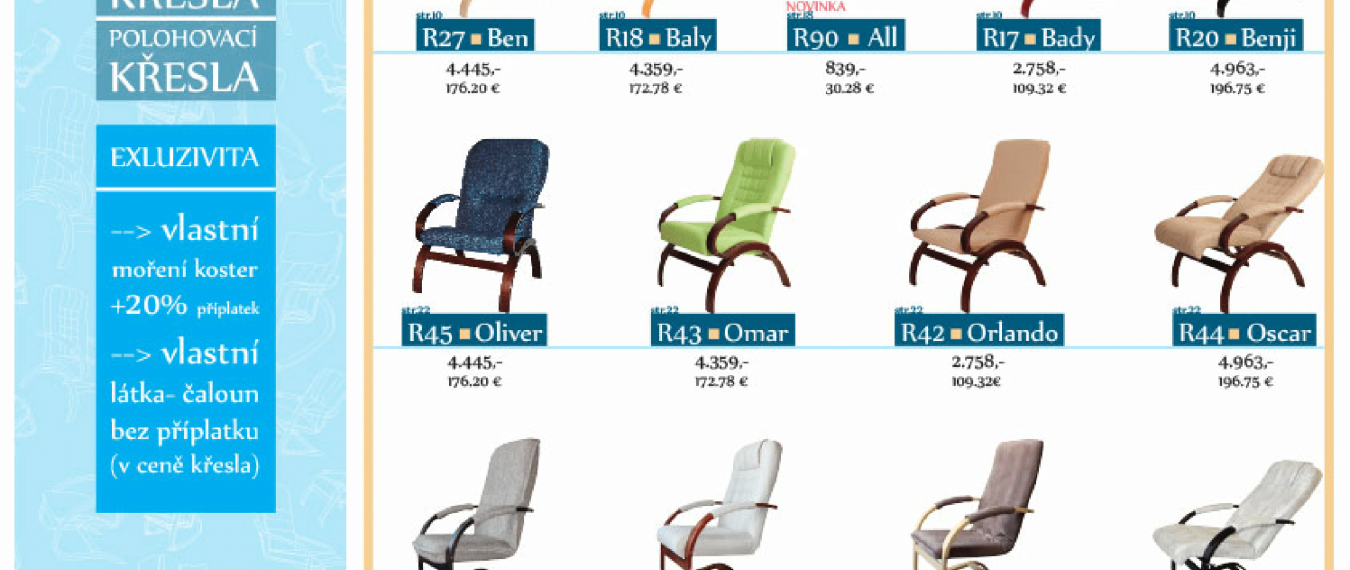 KŘESLA
POLOHOVACÍ
KŘESLA
EXLUZIVITA
--> vlastní
moření koster
+20% příplatek
--> vlastní
látka- čaloun
bez příplatku
(v ceně křesla)
NOVINKA
str.10
str.10
str.18
str.10
str.10
R27 ■ Ben
R18 ■ Baly
R90 ■ All
R17 ■ Bady
R20 ■ Benji
4.445,-
4.359,-
839,-
2.758,-
4.963,-
176.20 €
172.78 €
30.28 €
109.32 €
196.75 €
str.22
str.22
str.22
str.22
R45 ■ Oliver
R43 ■ Omar
R42 ■ Orlando
R44 ■ Oscar
4.445,-
4.359,-
2.758,-
4.963,-
176.20 €
172.78 €
109.32€
196.75 €